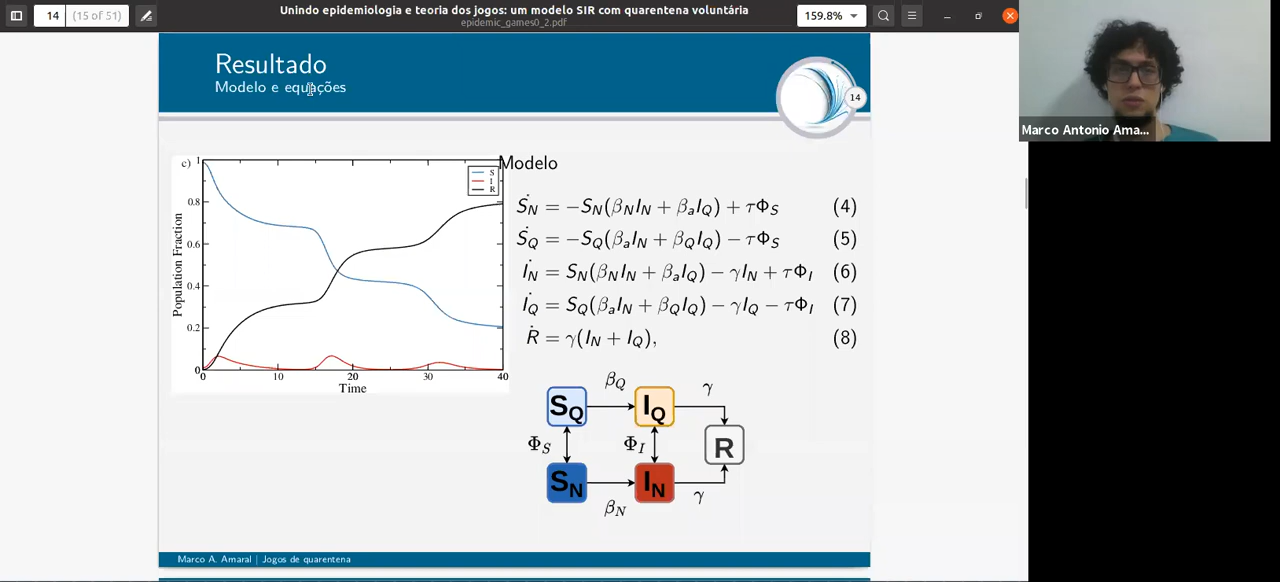 14 (15 of 51)
Unindo epidemiologia e teoria dos jogos: um modelo SIR com quarentena voluntária
epidemic_games0_2.pdf
159.8%
Marco Antonio Ama...
Resultado
Modelo e equações
14
c)
Population Fraction
1
0.8
0.6
0.4
0.2
0
0 10 20 30 40
Time
S
I
R
Modelo
Ṡ_N = −S_N(β_N I_N + β_a I_Q) + τΦ_S (4)
Ṡ_Q = −S_Q(β_a I_N + β_Q I_Q) − τΦ_S (5)
İ_N = S_N(β_N I_N + β_a I_Q) − γI_N + τΦ_I (6)
İ_Q = S_Q(β_a I_N + β_Q I_Q) − γI_Q − τΦ_I (7)
Ṙ = γ(I_N + I_Q), (8)
β_Q γ
S_Q I_Q
Φ_S Φ_I R
S_N I_N
β_N γ
Marco A. Amaral | Jogos de quarentena